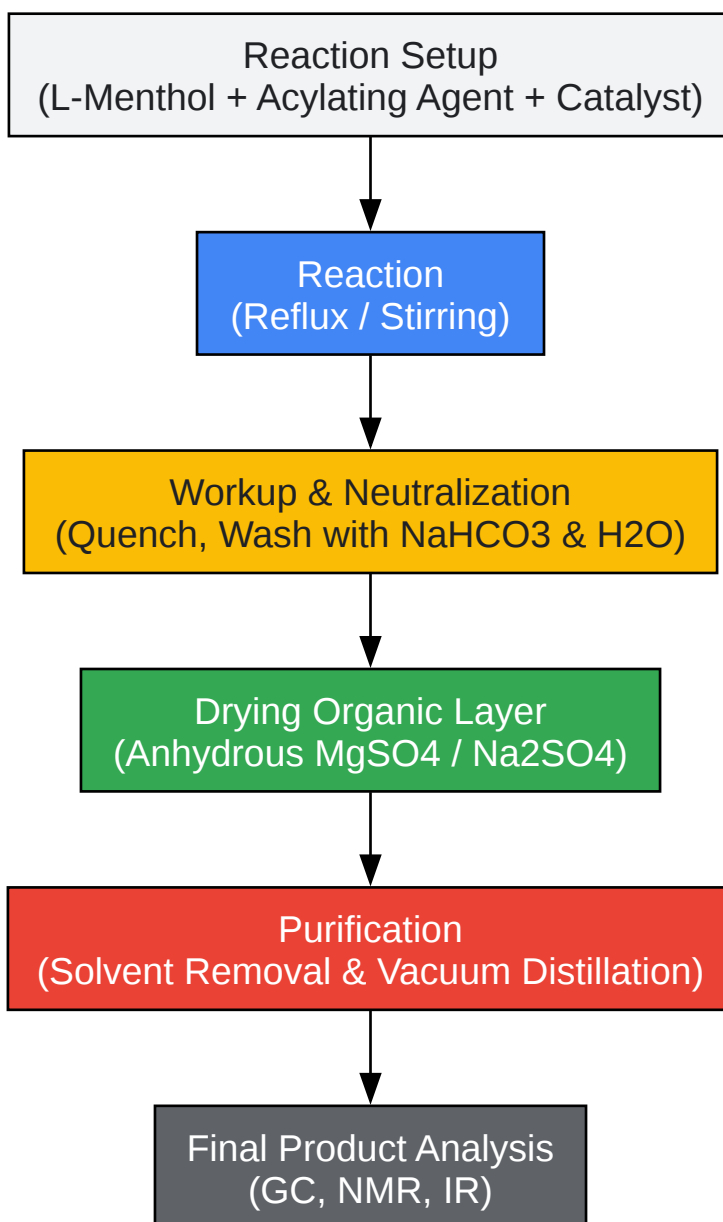 Reaction Setup
(L-Menthol + Acylating Agent + Catalyst)
Reaction
(Reflux / Stirring)
Workup & Neutralization
(Quench, Wash with NaHCO3 & H2O)
Drying Organic Layer
(Anhydrous MgSO4 / Na2SO4)
Purification
(Solvent Removal & Vacuum Distillation)
Final Product Analysis
(GC, NMR, IR)